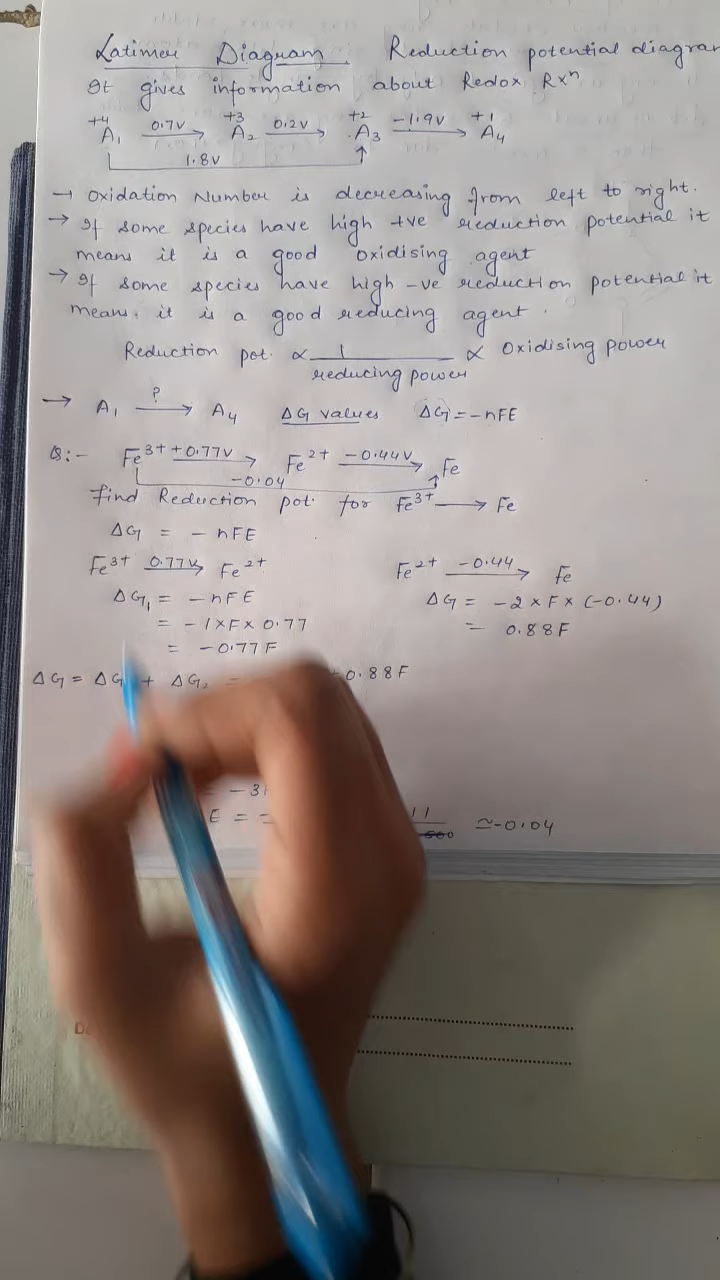 Latimer Diagram Reduction potential diagram
It gives information about Redox Rxⁿ
+4 +3 +2 +1
A₁ 0.7V → A₂ 0.2V → A₃ -1.9V → A₄
1.8V
→ Oxidation Number is decreasing from left to right.
→ If some species have high +ve reduction potential it
means it is a good oxidising agent
→ If some species have high -ve reduction potential it
means, it is a good reducing agent.
Reduction pot. ∝ 1 ∝ Oxidising power
reducing power
→ A₁ ? → A₄ ΔG values ΔG = -nFE
Q:- Fe³⁺ +0.77V → Fe²⁺ -0.44V → Fe
-0.04
find Reduction pot. for Fe³⁺ → Fe
ΔG = -nFE
Fe³⁺ 0.77V → Fe²⁺ Fe²⁺ -0.44 → Fe
ΔG₁ = -nFE ΔG = -2×F×(-0.44)
= -1×F×0.77 = 0.88F
= -0.77F
ΔG = ΔG + ΔG₂ = +0.88F
E = 11 ≃-0.04